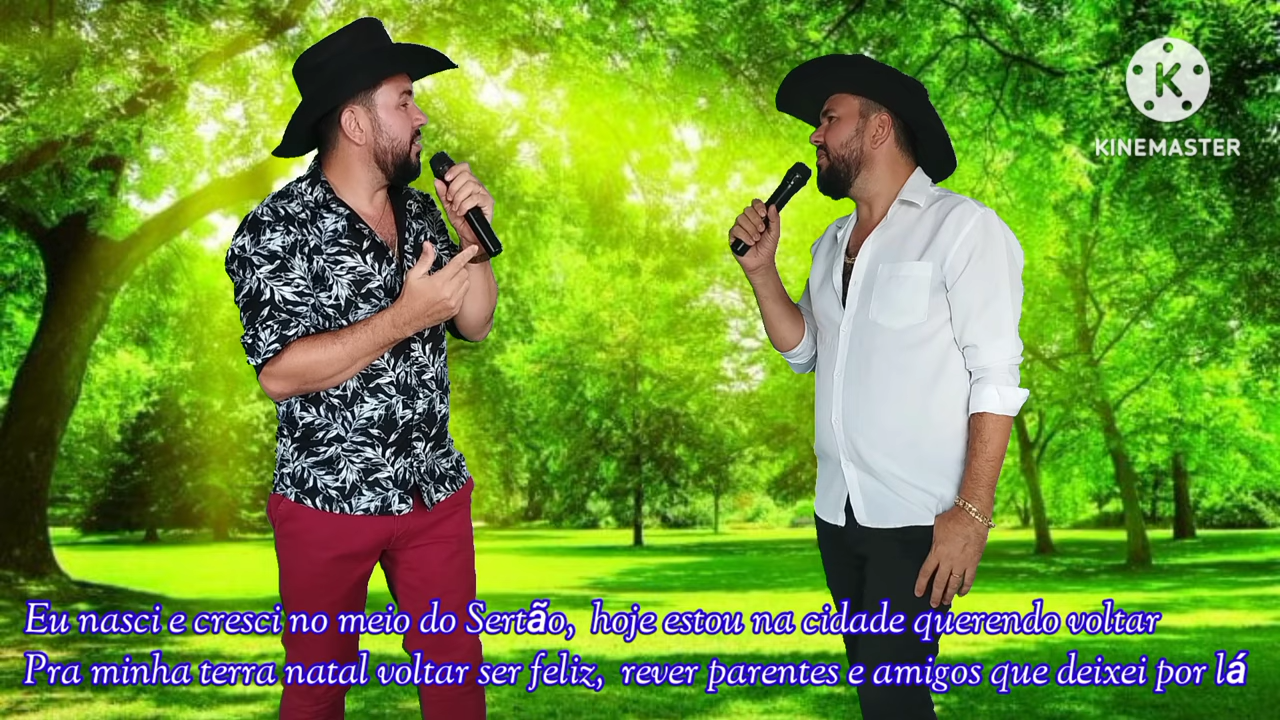 K
KINEMASTER
Eu nasci e cresci no meio do Sertão, hoje estou na cidade querendo voltar
Pra minha terra natal voltar ser feliz, rever parentes e amigos que deixei por lá